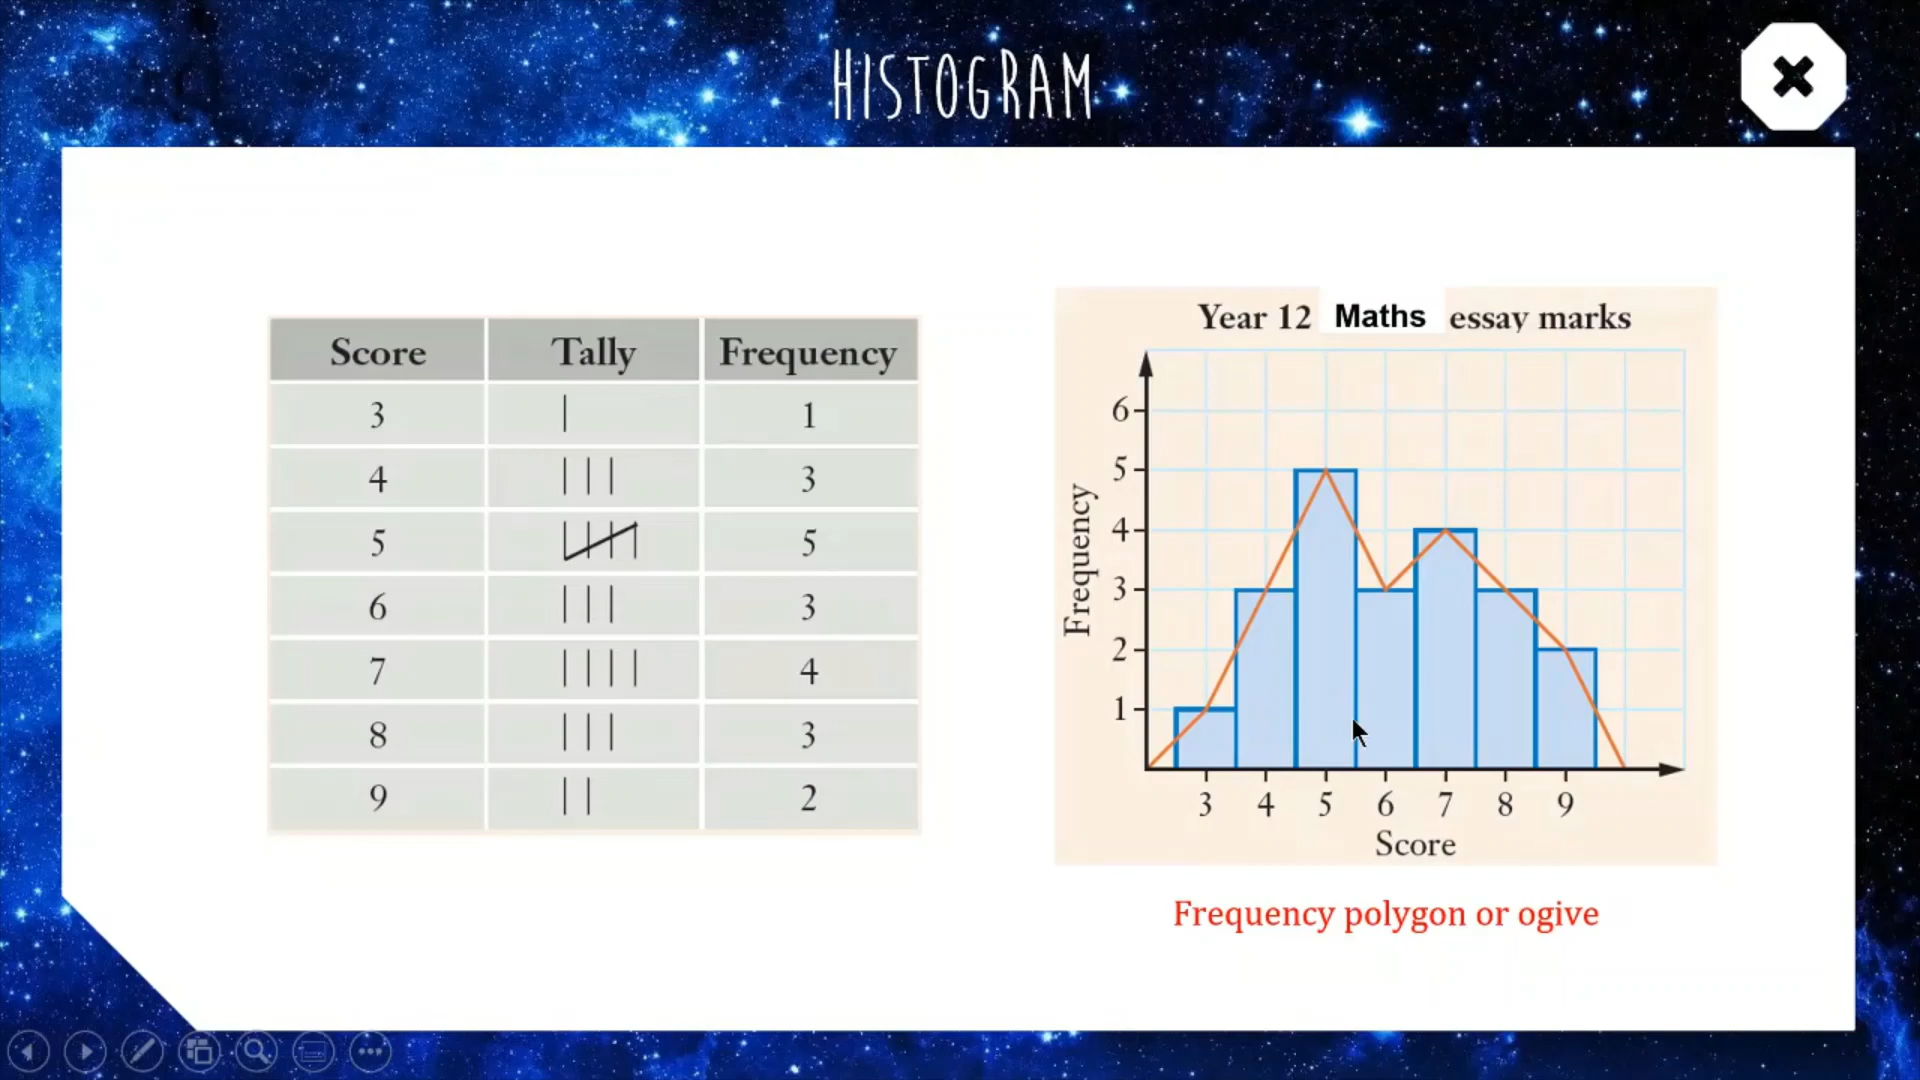 HISTOGRAM
Score Tally Frequency
3 1
4 3
5 5
6 3
7 4
8 3
9 2
Year 12 Maths essay marks
Frequency
6
5
4
3
2
1
3 4 5 6 7 8 9
Score
Frequency polygon or ogive